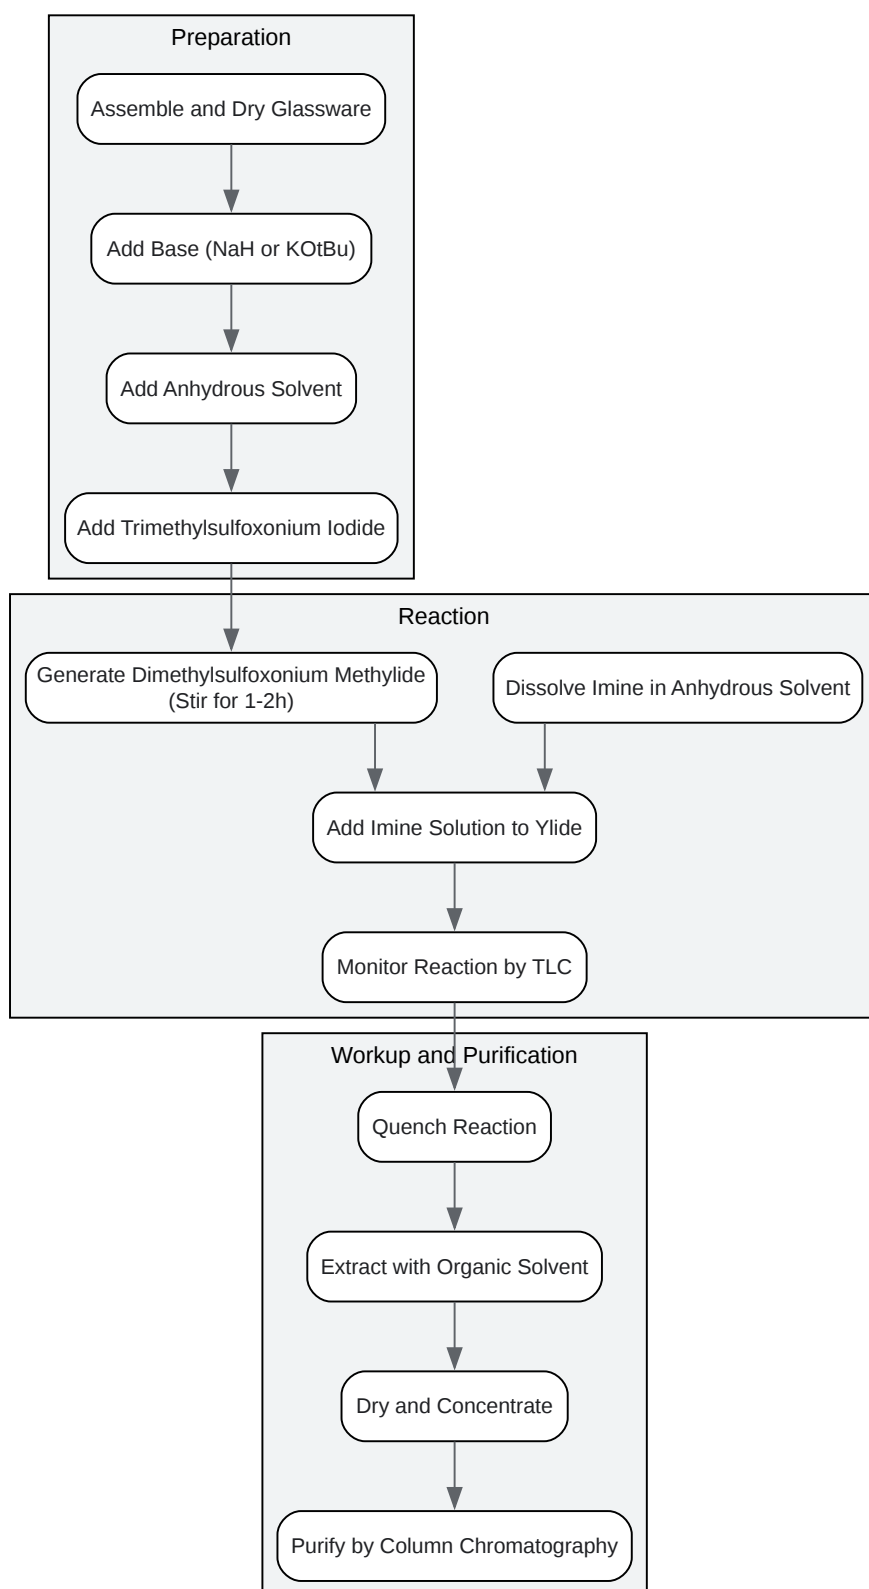 Preparation
Assemble and Dry Glassware
Add Base (NaH or KOtBu)
Add Anhydrous Solvent
Add Trimethylsulfoxonium Iodide
Reaction
Generate Dimethylsulfoxonium Methylide
(Stir for 1-2h)
Dissolve Imine in Anhydrous Solvent
Add Imine Solution to Ylide
Monitor Reaction by TLC
Workup and Purification
Quench Reaction
Extract with Organic Solvent
Dry and Concentrate
Purify by Column Chromatography